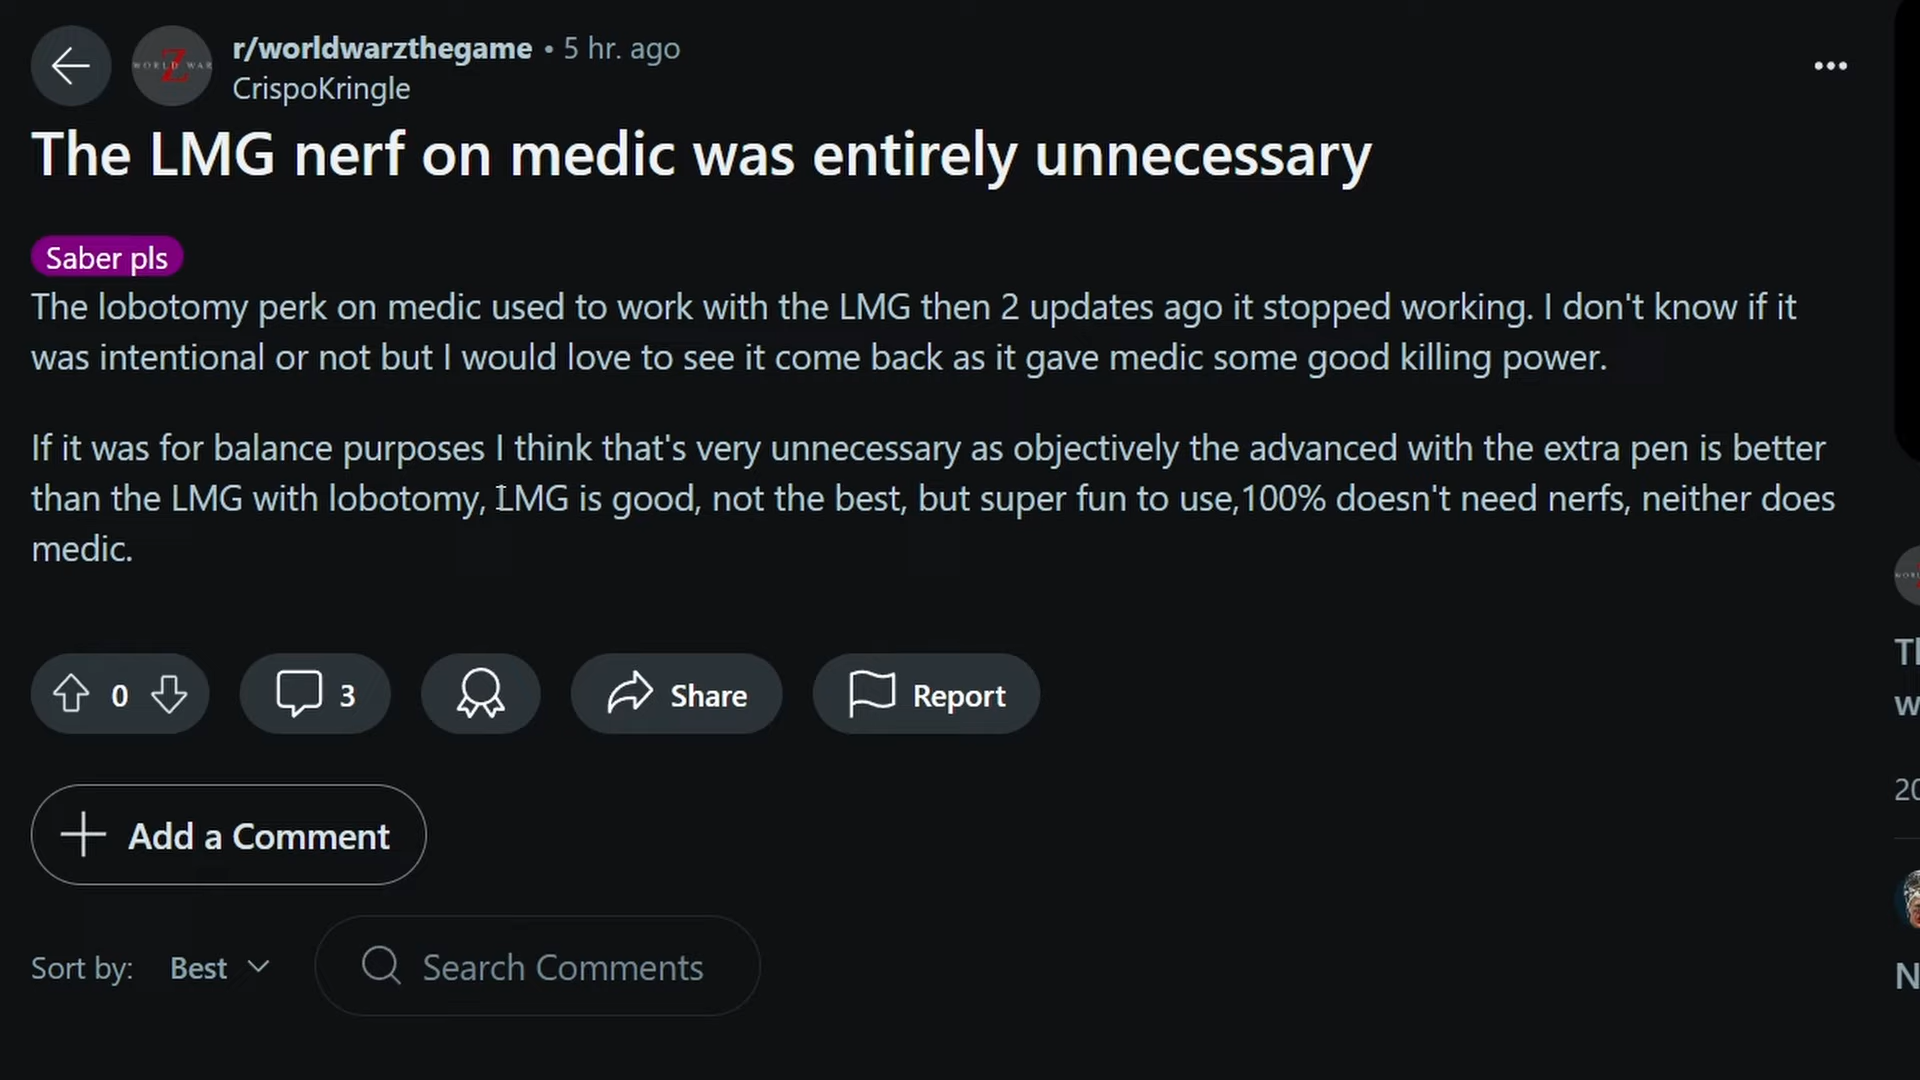 r/worldwarzthegame • 5 hr. ago
WORLD WAR Z
CrispoKringle
The LMG nerf on medic was entirely unnecessary
Saber pls
The lobotomy perk on medic used to work with the LMG then 2 updates ago it stopped working. I don't know if it
was intentional or not but I would love to see it come back as it gave medic some good killing power.
If it was for balance purposes I think that's very unnecessary as objectively the advanced with the extra pen is better
than the LMG with lobotomy, LMG is good, not the best, but super fun to use,100% doesn't need nerfs, neither does
medic.
0
3
Share
Report
Add a Comment
Sort by: Best
Search Comments